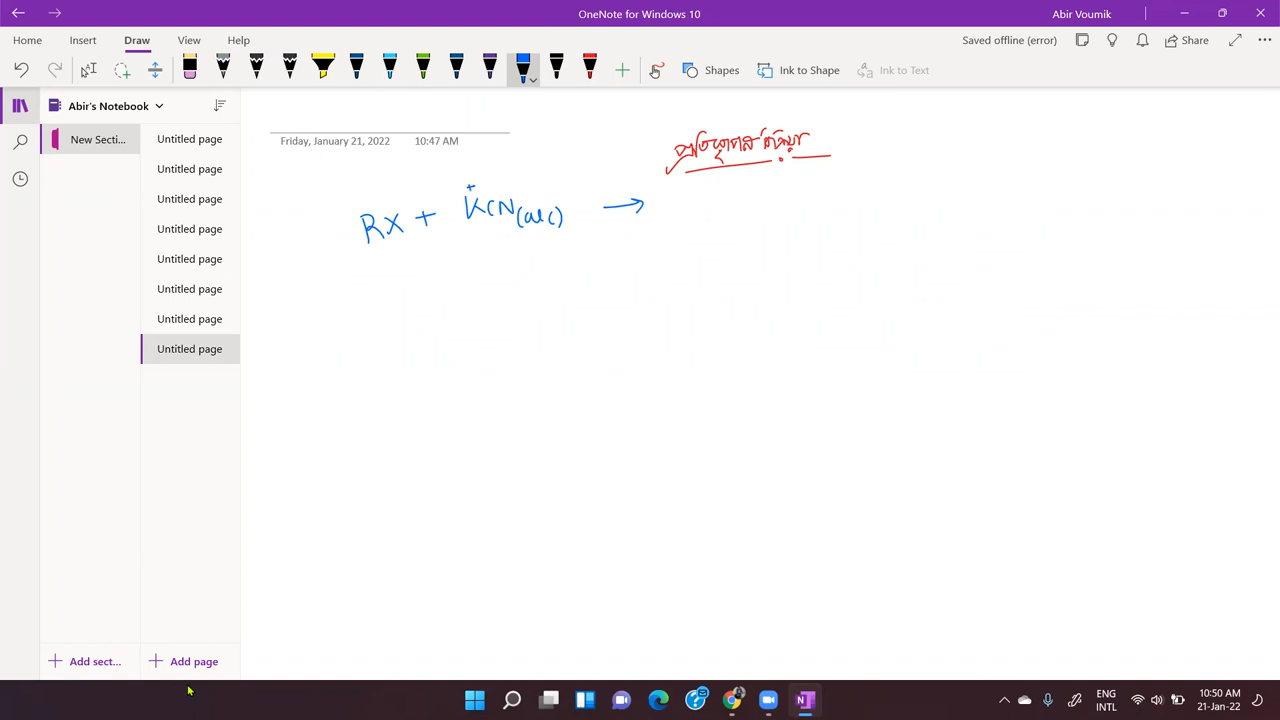 OneNote for Windows 10
Abir Voumik
Home Insert Draw View Help
Saved offline (error)
Share
Shapes
Ink to Shape
Ink to Text
Abir's Notebook
New Secti...
Untitled page
Untitled page
Untitled page
Untitled page
Untitled page
Untitled page
Untitled page
Untitled page
Friday, January 21, 2022 10:47 AM
RX + K⁺CN(alc) →
Add sect...
Add page
ENG
INTL
10:50 AM
21-Jan-22